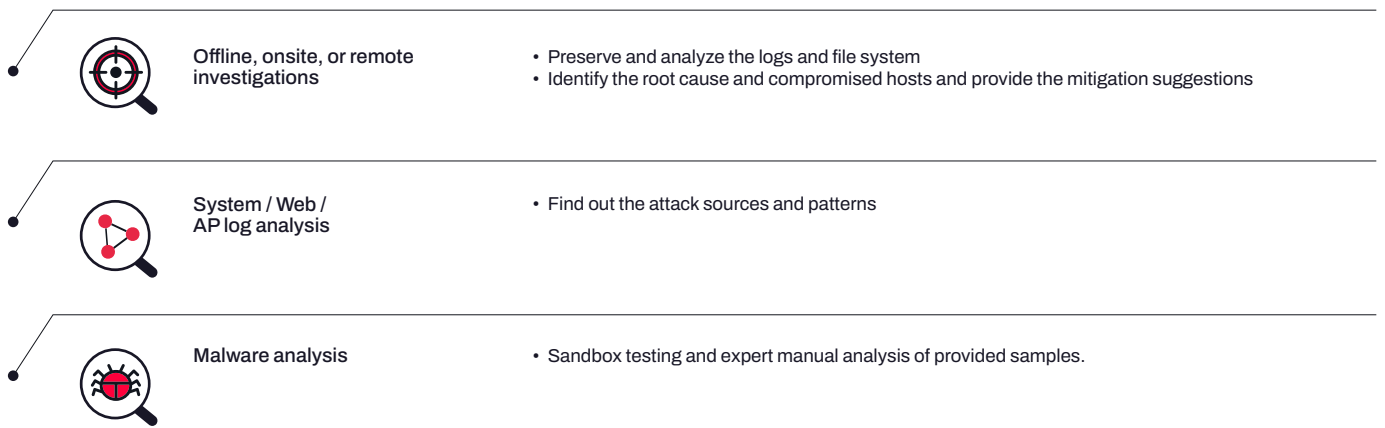 Offline, onsite, or remote
investigations
• Preserve and analyze the logs and file system
• Identify the root cause and compromised hosts and provide the mitigation suggestions
System / Web /
AP log analysis
• Find out the attack sources and patterns
Malware analysis
• Sandbox testing and expert manual analysis of provided samples.